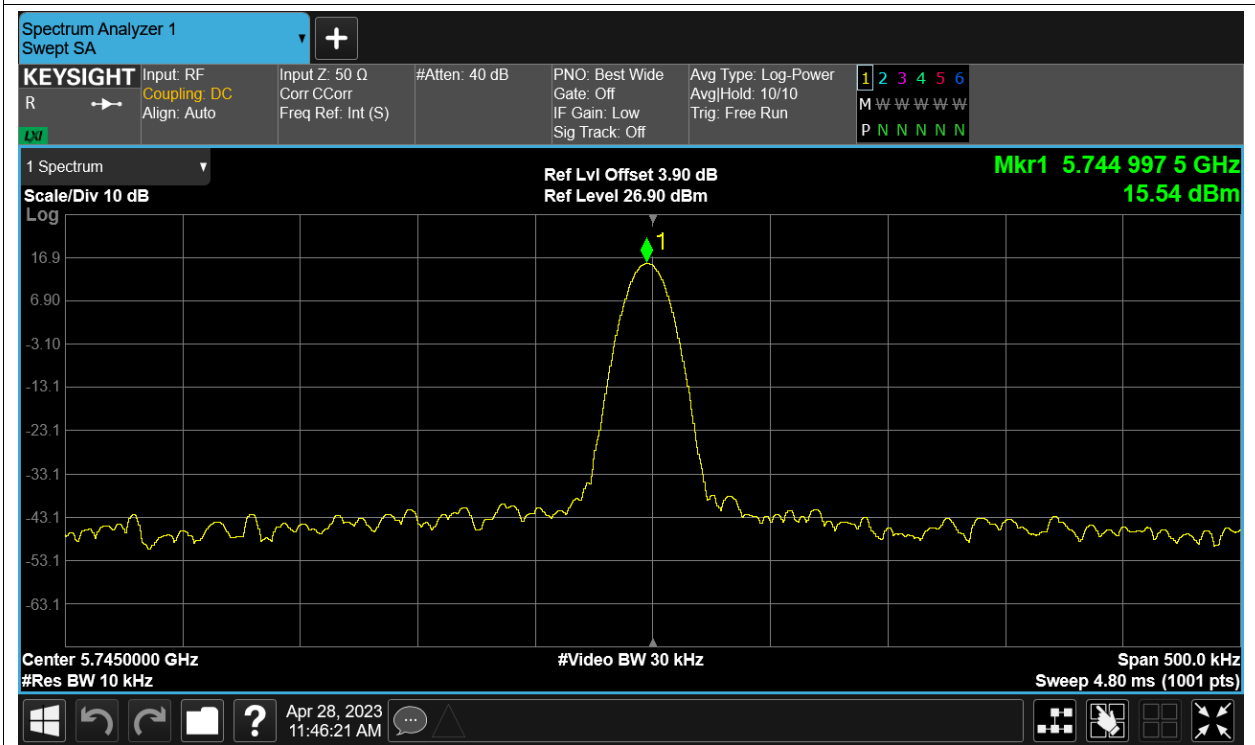 Spectrum Analyzer 1
Swept SA
KEYSIGHT
R
LXI
Input: RF
Coupling: DC
Align: Auto
Input Z: 50 Ω
Corr CCorr
Freq Ref: Int (S)
#Atten: 40 dB
PNO: Best Wide
Gate: Off
IF Gain: Low
Sig Track: Off
Avg Type: Log-Power
Avg|Hold: 10/10
Trig: Free Run
1 2 3 4 5 6
M W W W W W
P N N N N N
1 Spectrum
Scale/Div 10 dB
Ref Lvl Offset 3.90 dB
Ref Level 26.90 dBm
Mkr1 5.744 997 5 GHz
15.54 dBm
Log
1
16.9
6.90
-3.10
-13.1
-23.1
-33.1
-43.1
-53.1
-63.1
Center 5.7450000 GHz
#Video BW 30 kHz
Span 500.0 kHz
#Res BW 10 kHz
Sweep 4.80 ms (1001 pts)
?
Apr 28, 2023
11:46:21 AM